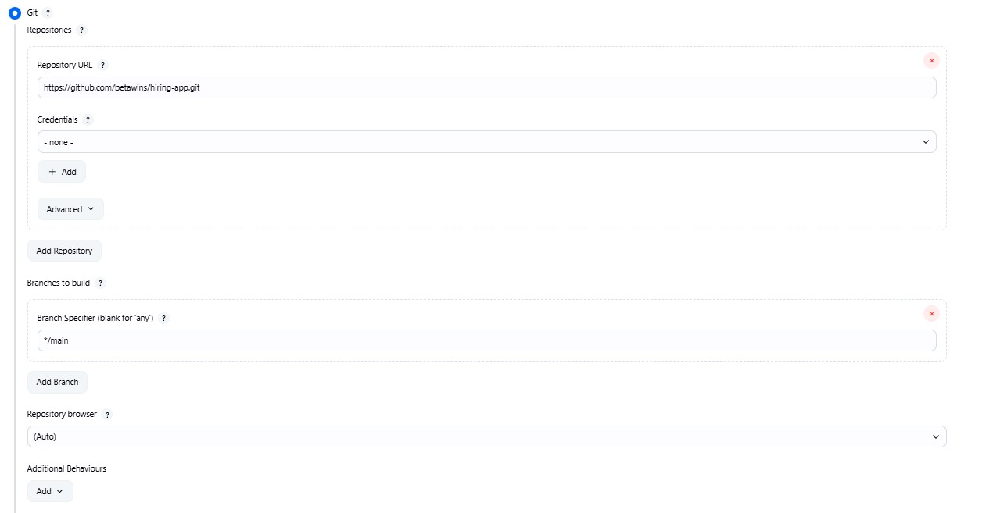 Git ?
Repositories ?
Repository URL ?
https://github.com/betawins/hiring-app.git
Credentials ?
- none -
+ Add
Advanced
Add Repository
Branches to build ?
Branch Specifier (blank for 'any') ?
*/main
Add Branch
Repository browser ?
(Auto)
Additional Behaviours
Add